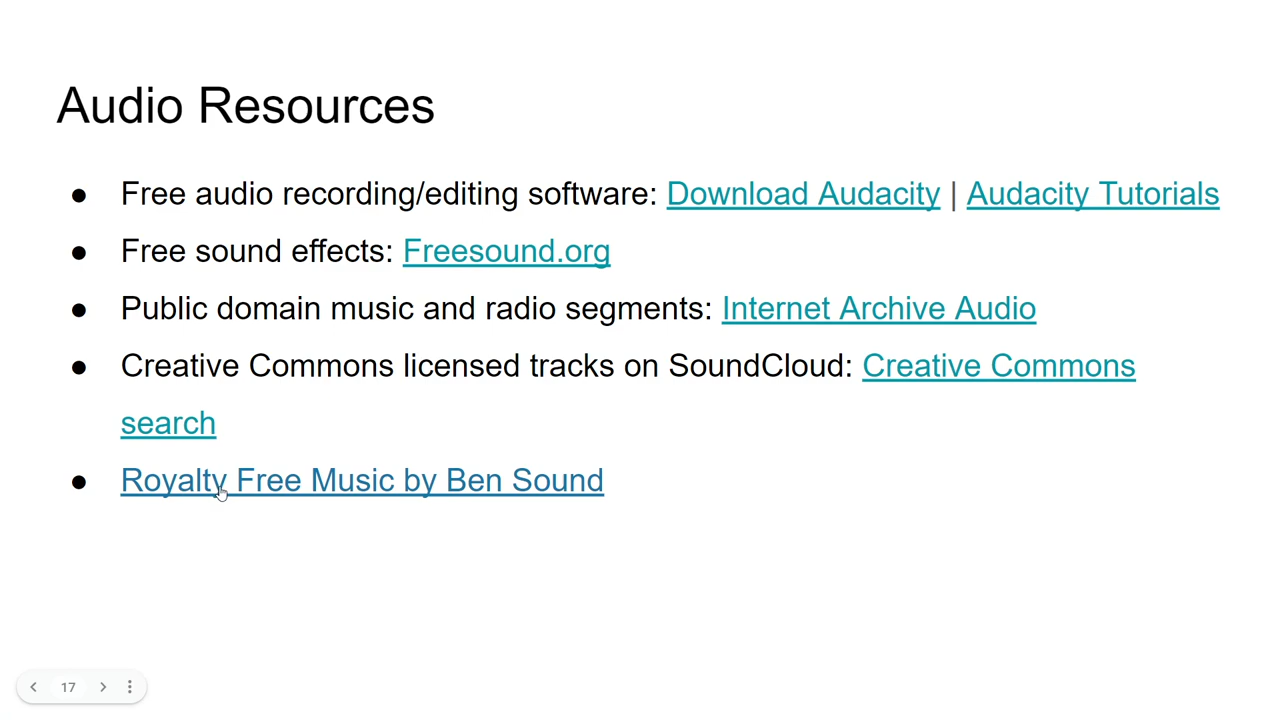 Audio Resources
● Free audio recording/editing software: Download Audacity | Audacity Tutorials
● Free sound effects: Freesound.org
● Public domain music and radio segments: Internet Archive Audio
● Creative Commons licensed tracks on SoundCloud: Creative Commons
search
● Royalty Free Music by Ben Sound
17